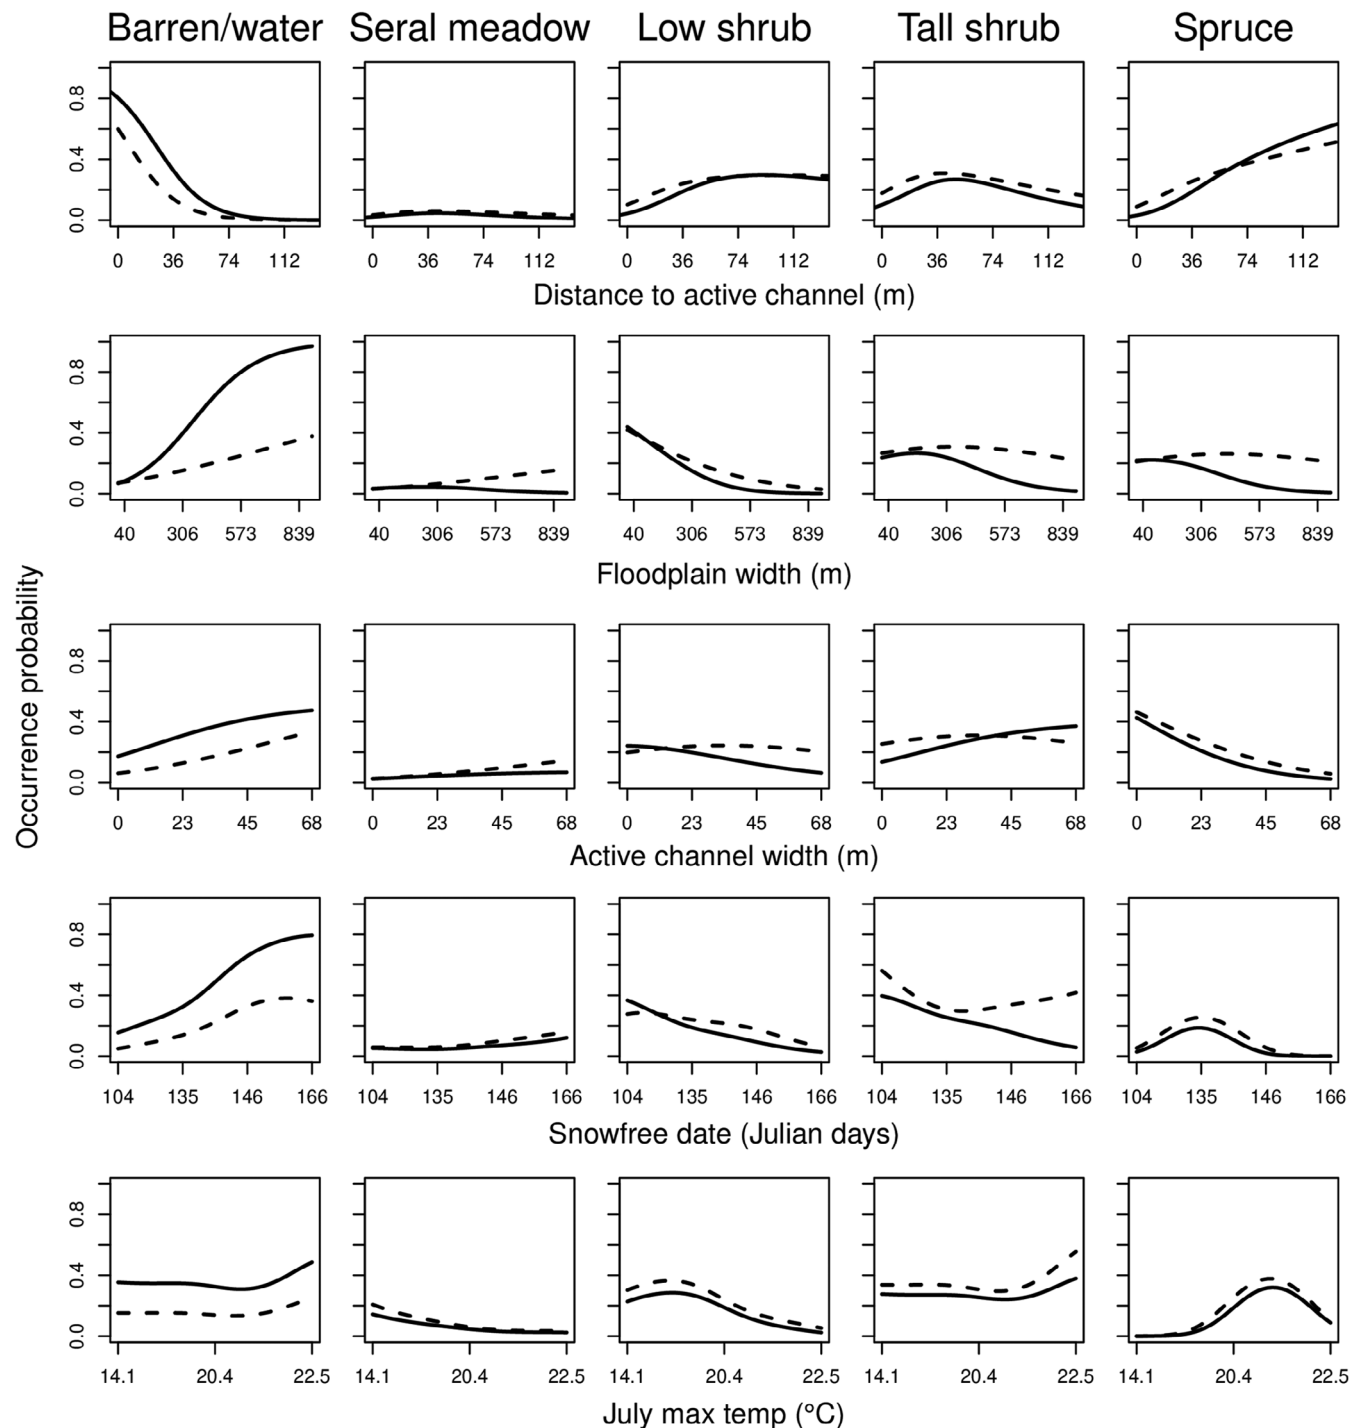 Barren/water Seral meadow Low shrub Tall shrub Spruce
0.8
0.4
0.0
0 36 74 112 0 36 74 112 0 36 74 112 0 36 74 112 0 36 74 112
Distance to active channel (m)
0.8
0.4
0.0
40 306 573 839 40 306 573 839 40 306 573 839 40 306 573 839 40 306 573 839
Floodplain width (m)
Occurrence probability
0.8
0.4
0.0
0 23 45 68 0 23 45 68 0 23 45 68 0 23 45 68 0 23 45 68
Active channel width (m)
0.8
0.4
0.0
104 135 146 166 104 135 146 166 104 135 146 166 104 135 146 166 104 135 146 166
Snowfree date (Julian days)
0.8
0.4
0.0
14.1 20.4 22.5 14.1 20.4 22.5 14.1 20.4 22.5 14.1 20.4 22.5 14.1 20.4 22.5
July max temp (°C)